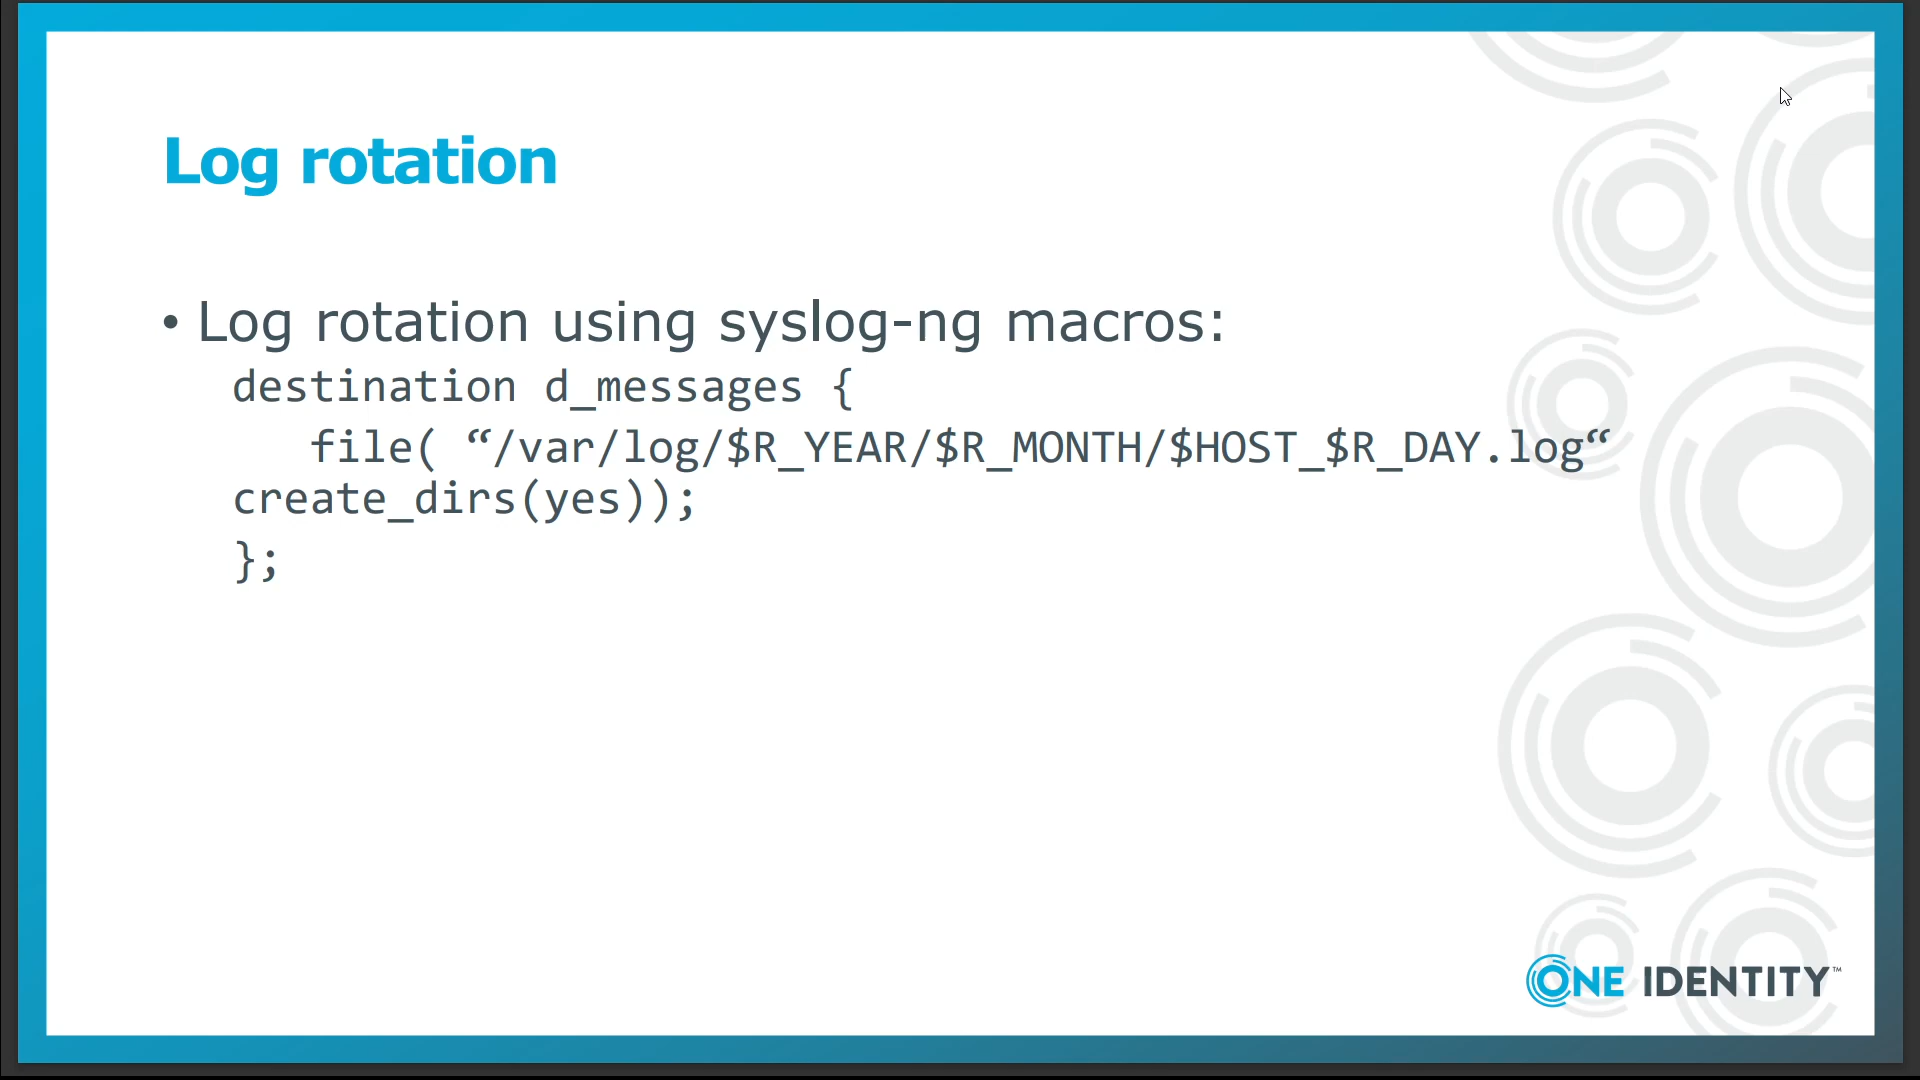 Log rotation
• Log rotation using syslog-ng macros:
destination d_messages {
file( “/var/log/$R_YEAR/$R_MONTH/$HOST_$R_DAY.log“
create_dirs(yes));
};
ONE IDENTITY™